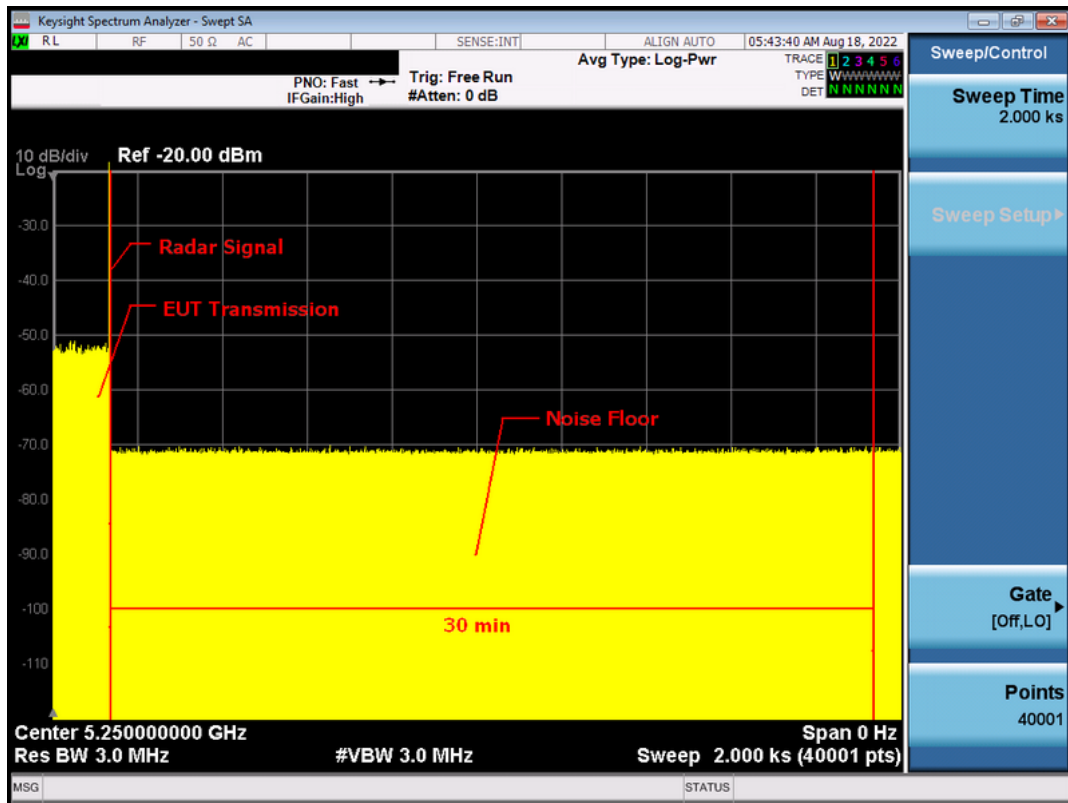 Keysight Spectrum Analyzer - Swept SA
LXI RL RF 50 Ω AC SENSE:INT ALIGN AUTO 05:43:40 AM Aug 18, 2022
Avg Type: Log-Pwr
TRACE 1 2 3 4 5 6
TYPE WWWWWW
DET N N N N N N
PNO: Fast
IFGain:High
Trig: Free Run
#Atten: 0 dB
10 dB/div
Log
Ref -20.00 dBm
-30.0
-40.0
-50.0
-60.0
-70.0
-80.0
-90.0
-100
-110
Radar Signal
EUT Transmission
Noise Floor
30 min
Center 5.250000000 GHz
Span 0 Hz
Res BW 3.0 MHz
#VBW 3.0 MHz
Sweep 2.000 ks (40001 pts)
MSG
STATUS
Sweep/Control
Sweep Time
2.000 ks
Sweep Setup
Gate
[Off,LO]
Points
40001